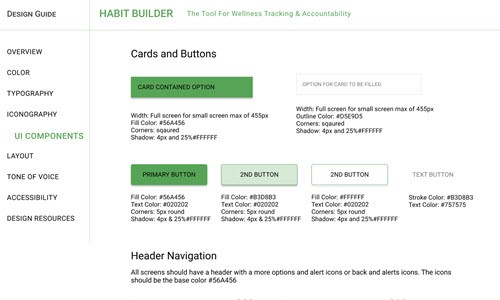 DESIGN GUIDE
HABIT BUILDER
The Tool For Wellness Tracking & Accountability
OVERVIEW
COLOR
TYPOGRAPHY
ICONOGRAPHY
UI COMPONENTS
LAYOUT
TONE OF VOICE
ACCESSIBILITY
DESIGN RESOURCES
Cards and Buttons
CARD CONTAINED OPTION
Width: Full screen for small screen max of 455px
Fill Color: #56A456
Corners: sqaured
Shadow: 4px and 25%#FFFFFF
OPTION FOR CARD TO BE FILLED
Width: Full screen for small screen max of 455px
Outline Color: #D5E9D5
Corners: sqaured
Shadow: 4px and 25%#FFFFFF
PRIMARY BUTTON
Fill Color: #56A456
Text Color: #020202
Corners: 5px round
Shadow: 4px & 25%#FFFFFF
2ND BUTTON
Fill Color: #B3D8B3
Text Color: #020202
Corners: 5px round
Shadow: 4px & 25%#FFFFFF
2ND BUTTON
Fill Color: #FFFFFF
Text Color: #020202
Corners: 5px round
Shadow: 4px and 25%#FFFFFF
TEXT BUTTON
Stroke Color: #B3D8B3
Text Color: #757575
Header Navigation
All screens should have a header with a more options and alert icons or back and alerts icons. The icons
should be the base color #56A456